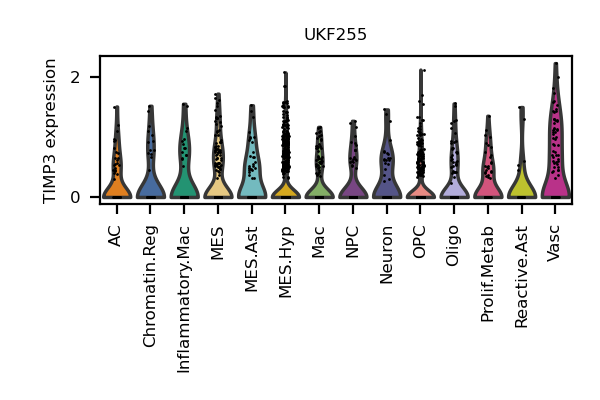 UKF255
TIMP3 expression
2
0
AC
Chromatin.Reg
Inflammatory.Mac
MES
MES.Ast
MES.Hyp
Mac
NPC
Neuron
OPC
Oligo
Prolif.Metab
Reactive.Ast
Vasc